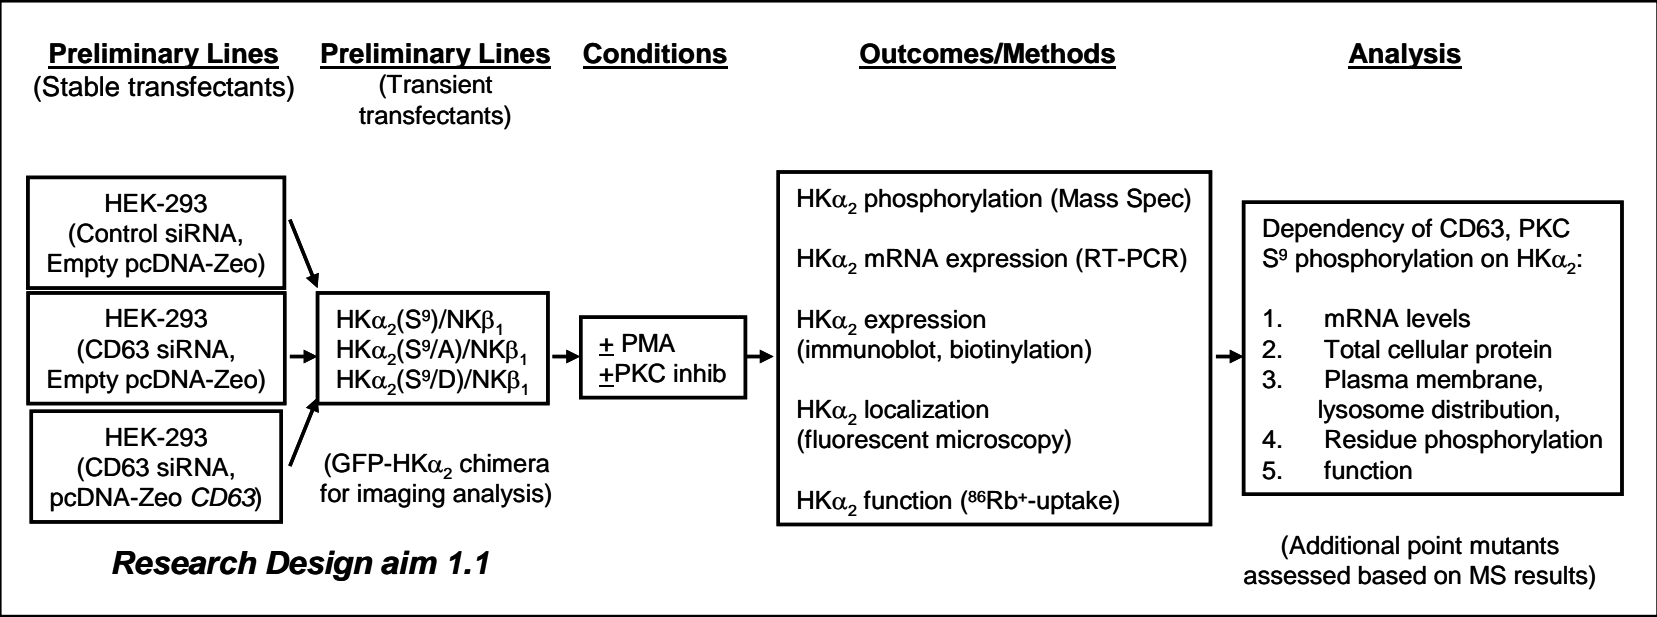 Preliminary Lines
(Stable transfectants)
Preliminary Lines
(Transient
transfectants)
Conditions
Outcomes/Methods
Analysis
HEK-293
(Control siRNA,
Empty pcDNA-Zeo)
HEK-293
(CD63 siRNA,
Empty pcDNA-Zeo)
HEK-293
(CD63 siRNA,
pcDNA-Zeo CD63)
HKα₂(S⁹)/NKβ₁
HKα₂(S⁹/A)/NKβ₁
HKα₂(S⁹/D)/NKβ₁
(GFP-HKα₂ chimera
for imaging analysis)
± PMA
±PKC inhib
HKα₂ phosphorylation (Mass Spec)
HKα₂ mRNA expression (RT-PCR)
HKα₂ expression
(immunoblot, biotinylation)
HKα₂ localization
(fluorescent microscopy)
HKα₂ function (⁸⁶Rb⁺-uptake)
Dependency of CD63, PKC
S⁹ phosphorylation on HKα₂:
1. mRNA levels
2. Total cellular protein
3. Plasma membrane,
lysosome distribution,
4. Residue phosphorylation
5. function
(Additional point mutants
assessed based on MS results)
Research Design aim 1.1